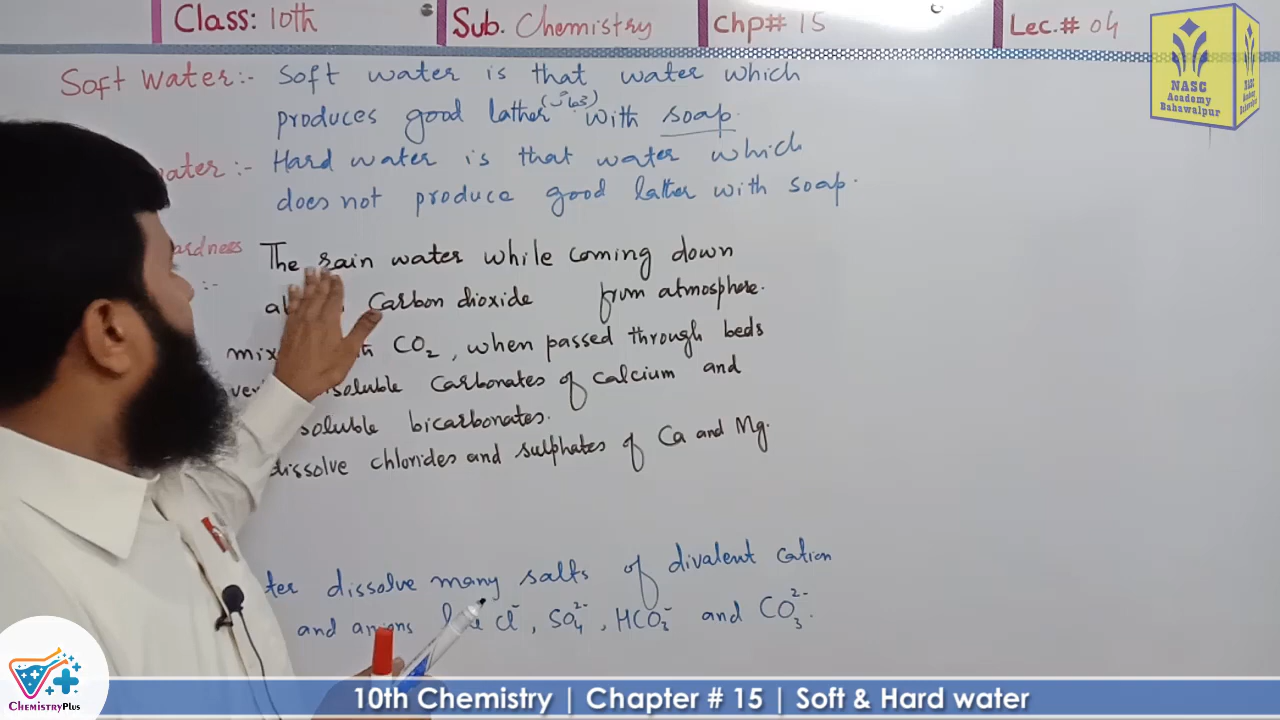 Class: 10th
Sub. Chemistry
Chp# 15
Lec.# 04
NASC
Academy
Bahawalpur
NASC
Academy
Bahawalpur
Soft Water:- Soft water is that water which
produces good lather with soap.
water:- Hard water is that water which
does not produce good lather with soap.
ardness The rain water while coming down
:- Carbon dioxide from atmosphere.
mix CO2, when passed through beds
soluble Carbonates of Calcium and
soluble bicarbonates.
dissolve chlorides and sulphates of Ca and Mg.
ter dissolve many salts of divalent cation
and anions Cl-, SO4 2-, HCO3- and CO3 2-.
ChemistryPlus
10th Chemistry | Chapter # 15 | Soft & Hard water